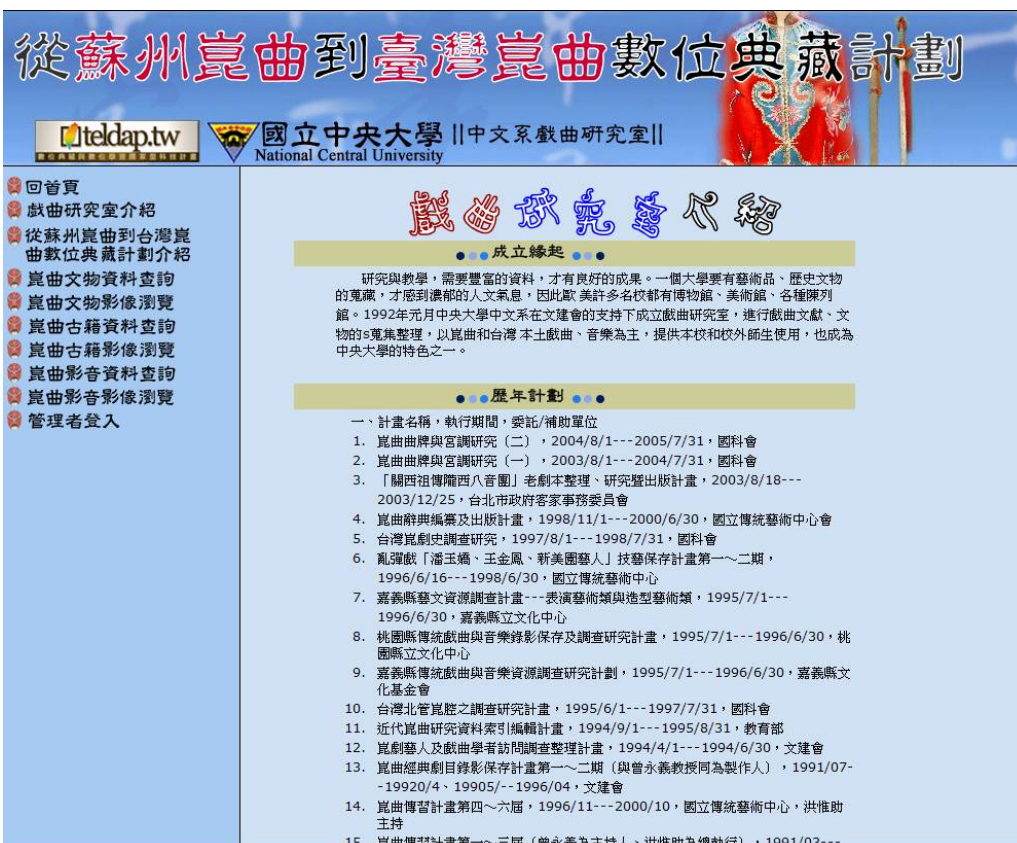 從蘇州崑曲到臺灣崑曲數位典藏計劃
teldap.tw
國立中央大學 ||中文系戲曲研究室||
National Central University
回首頁
戲曲研究室介紹
從蘇州崑曲到台灣崑
曲數位典藏計劃介紹
崑曲文物資料查詢
崑曲文物影像瀏覽
崑曲古籍資料查詢
崑曲古籍影像瀏覽
崑曲影音資料查詢
崑曲影音影像瀏覽
管理者登入
戲曲研究室介紹
成立緣起
研究與教學，需要豐富的資料，才有良好的成果。一個大學要有藝術品、歷史文物
的蒐藏，才感到濃郁的人文氣息，因此歐 美許多名校都有博物館、美術館、各種陳列
館。1992年元月中央大學中文系在文建會的支持下成立戲曲研究室，進行戲曲文獻、文
物的s蒐集整理，以崑曲和台灣 本土戲曲、音樂為主，提供本校和校外師生使用，也成為
中央大學的特色之一。
歷年計劃
一、計畫名稱，執行期間，委託/補助單位
1. 崑曲曲牌與宮調研究〔二〕，2004/8/1---2005/7/31，國科會
2. 崑曲曲牌與宮調研究〔一〕，2003/8/1---2004/7/31，國科會
3. 「關西祖傳隴西八音團」老劇本整理、研究暨出版計畫，2003/8/18---
2003/12/25，台北市政府客家事務委員會
4. 崑曲辭典編纂及出版計畫，1998/11/1---2000/6/30，國立傳統藝術中心會
5. 台灣崑劇史調查研究，1997/8/1---1998/7/31，國科會
6. 亂彈戲「潘玉嬌、王金鳳、新美園藝人」技藝保存計畫第一～二期，
1996/6/16---1998/6/30，國立傳統藝術中心
7. 嘉義縣藝文資源調查計畫---表演藝術類與造型藝術類，1995/7/1---
1996/6/30，嘉義縣立文化中心
8. 桃園縣傳統戲曲與音樂錄影保存及調查研究計畫，1995/7/1---1996/6/30，桃
園縣立文化中心
9. 嘉義縣傳統戲曲與音樂資源調查研究計劃，1995/7/1---1996/6/30，嘉義縣文
化基金會
10. 台灣北管崑腔之調查研究計畫，1995/6/1---1997/7/31，國科會
11. 近代崑曲研究資料索引編輯計畫，1994/9/1---1995/8/31，教育部
12. 崑劇藝人及戲曲學者訪問調查整理計畫，1994/4/1---1994/6/30，文建會
13. 崑曲經典劇目錄影保存計畫第一～二期〔與曾永義教授同為製作人〕，1991/07-
-19920/4、19905/--1996/04，文建會
14. 崑曲傳習計畫第四～六屆，1996/11---2000/10，國立傳統藝術中心，洪惟助
主持
15. 崑曲傳習計畫第一～三屆〔曾永義為主持人、洪惟助為總執行〕，1991/03---